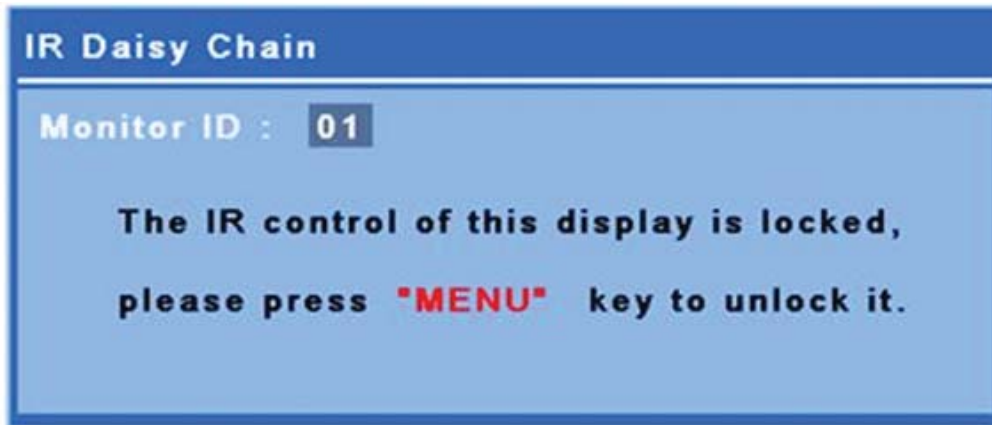 IR Daisy Chain
Monitor ID : 01
The IR control of this display is locked,
please press "MENU" key to unlock it.